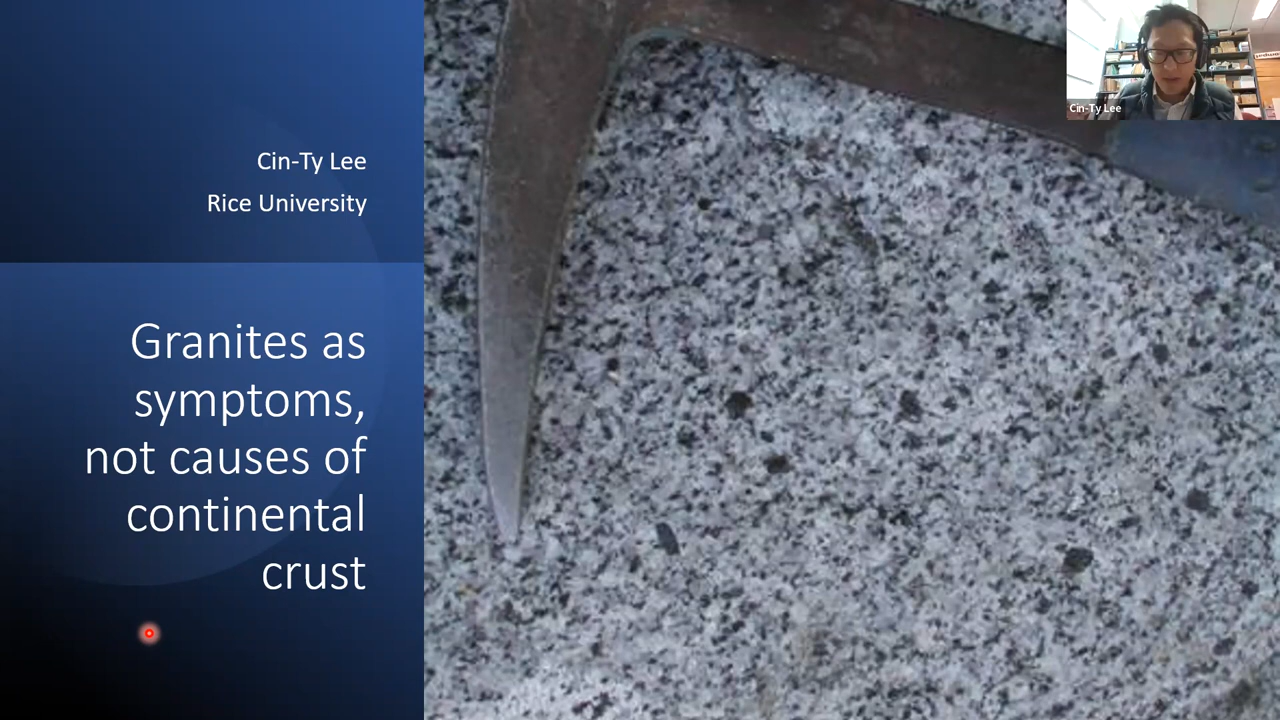 Cin-Ty Lee
Rice University
Granites as
symptoms,
not causes of
continental
crust
Cin-Ty Lee